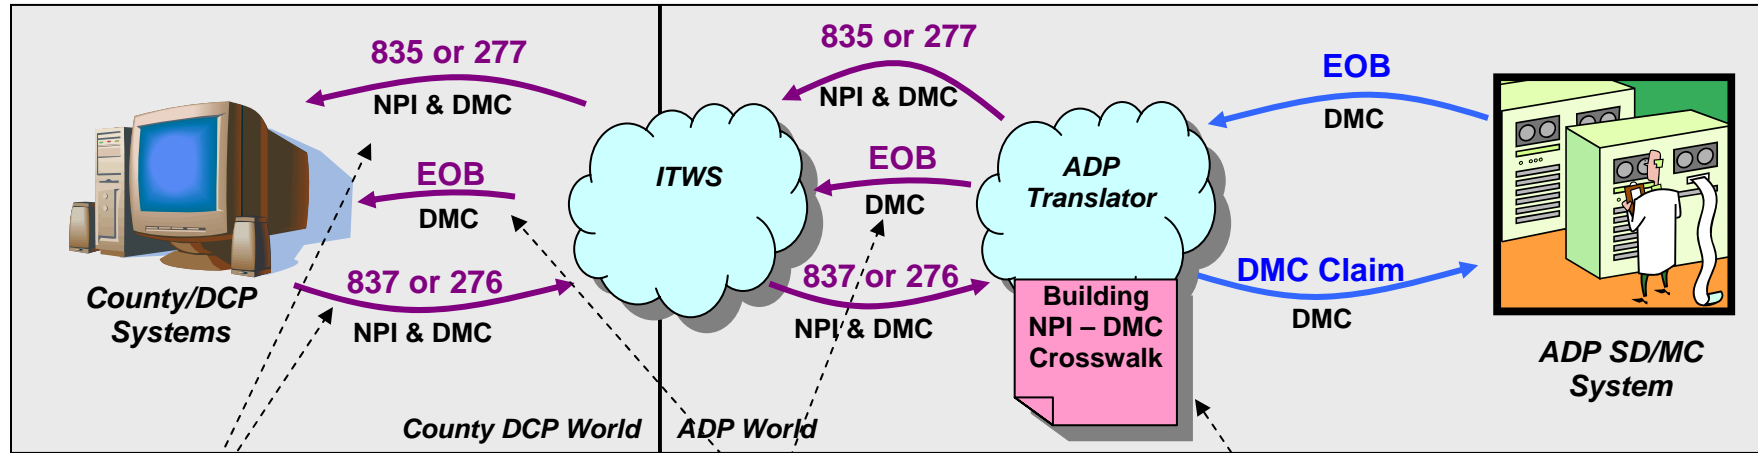 835 or 277
NPI & DMC
EOB
DMC
837 or 276
NPI & DMC
County/DCP
Systems
County DCP World
ITWS
835 or 277
NPI & DMC
EOB
DMC
837 or 276
NPI & DMC
ADP World
ADP
Translator
Building
NPI – DMC
Crosswalk
EOB
DMC
DMC Claim
DMC
ADP SD/MC
System